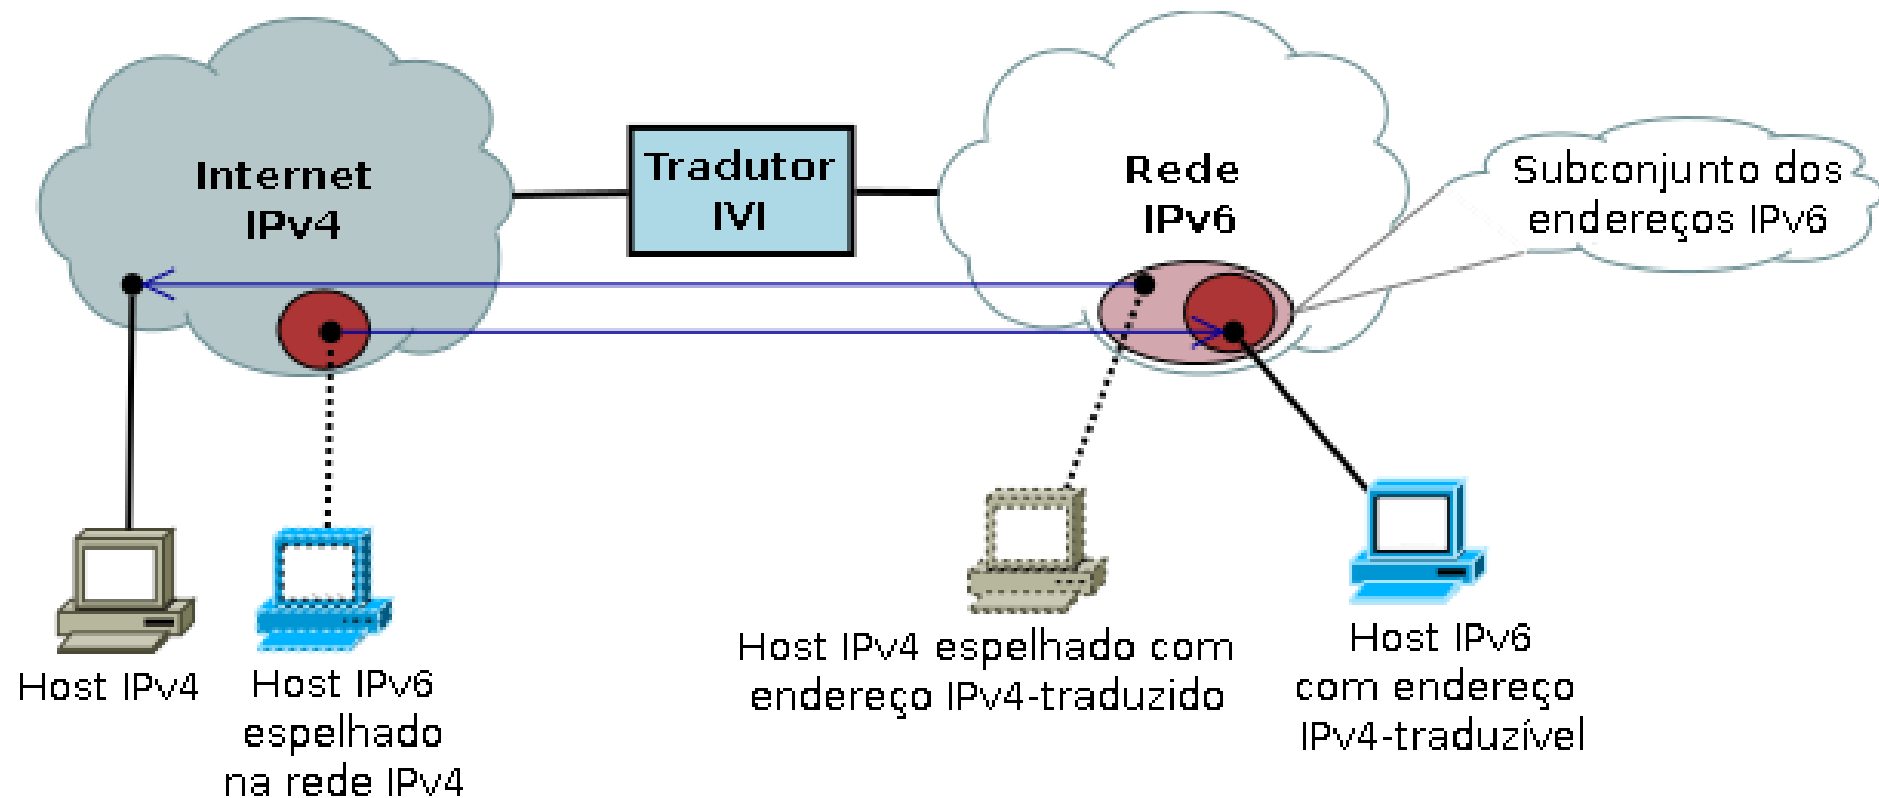 Internet
IPv4
Tradutor
IVI
Rede
IPv6
Subconjunto dos
endereços IPv6
Host IPv4
Host IPv6
espelhado
na rede IPv4
Host IPv4 espelhado com
endereço IPv4-traduzido
Host IPv6
com endereço
IPv4-traduzível